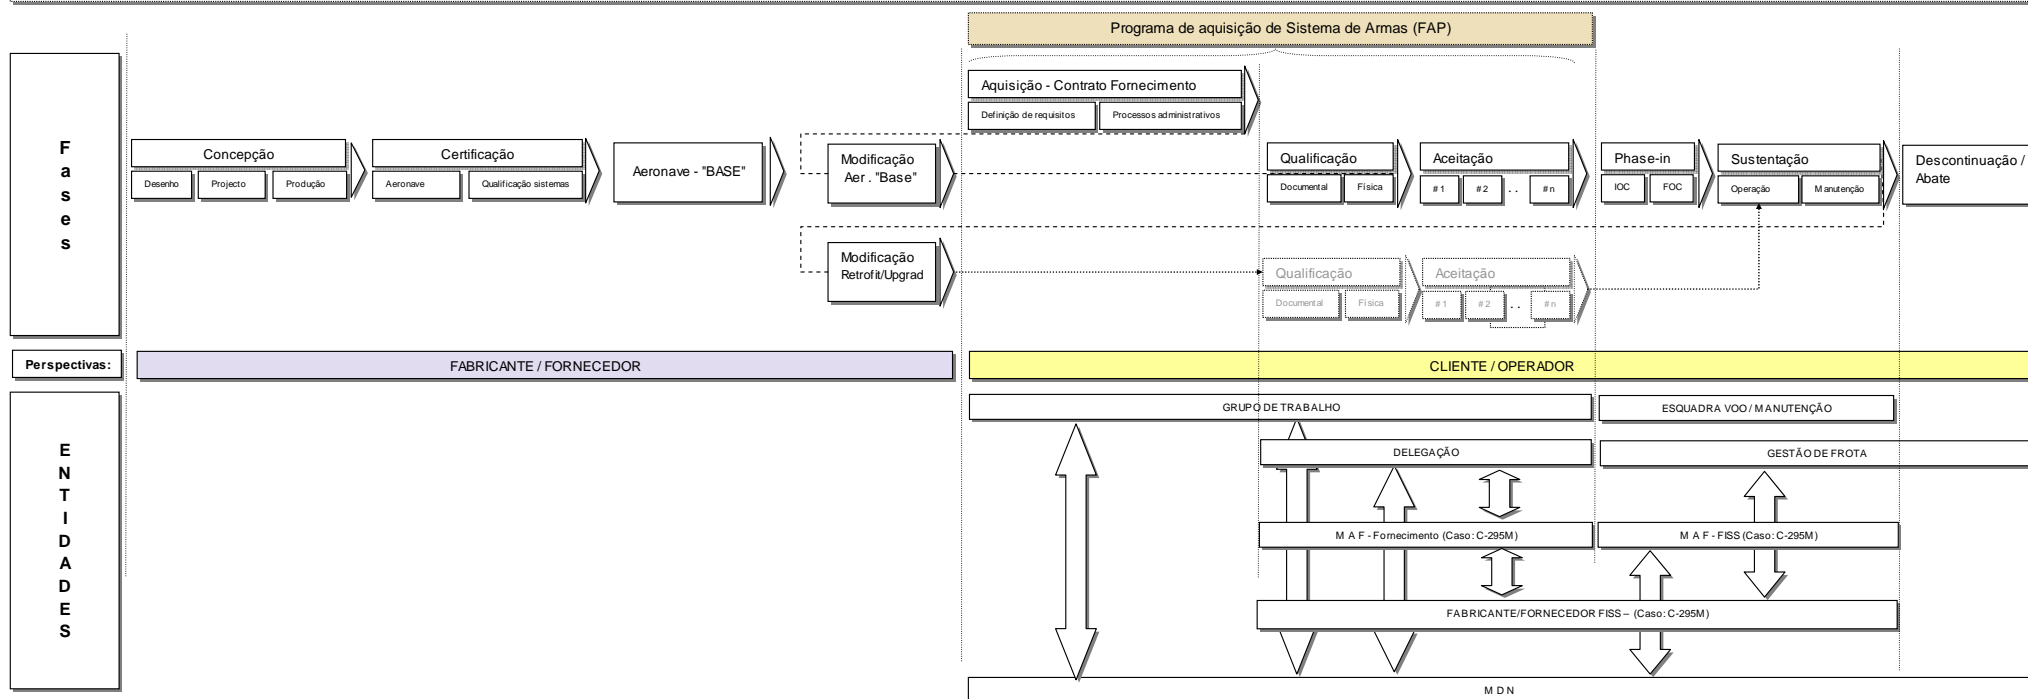 Programa de aquisição de Sistema de Armas (FAP)
F
a
s
e
s
Aquisição - Contrato Fornecimento
Definição de requisitos
Processos administrativos
Concepção
Desenho
Projecto
Produção
Certificação
Aeronave
Qualificação sistemas
Aeronave - "BASE"
Modificação
Aer. "Base"
Qualificação
Documental
Física
Aceitação
#1
#2
. .
#n
Phase-in
IOC
FOC
Sustentação
Operação
Manutenção
Descontinuação /
Abate
Modificação
Retrofit/Upgrad
Qualificação
Documental
Física
Aceitação
#1
#2
. .
#n
Perspectivas:
FABRICANTE / FORNECEDOR
CLIENTE / OPERADOR
E
N
T
I
D
A
D
E
S
GRUPO DE TRABALHO
ESQUADRA VOO / MANUTENÇÃO
DELEGAÇÃO
GESTÃO DE FROTA
M A F - Fornecimento (Caso: C-295M)
M A F - FISS (Caso: C-295M)
FABRICANTE/FORNECEDOR FISS – (Caso: C-295M)
M D N